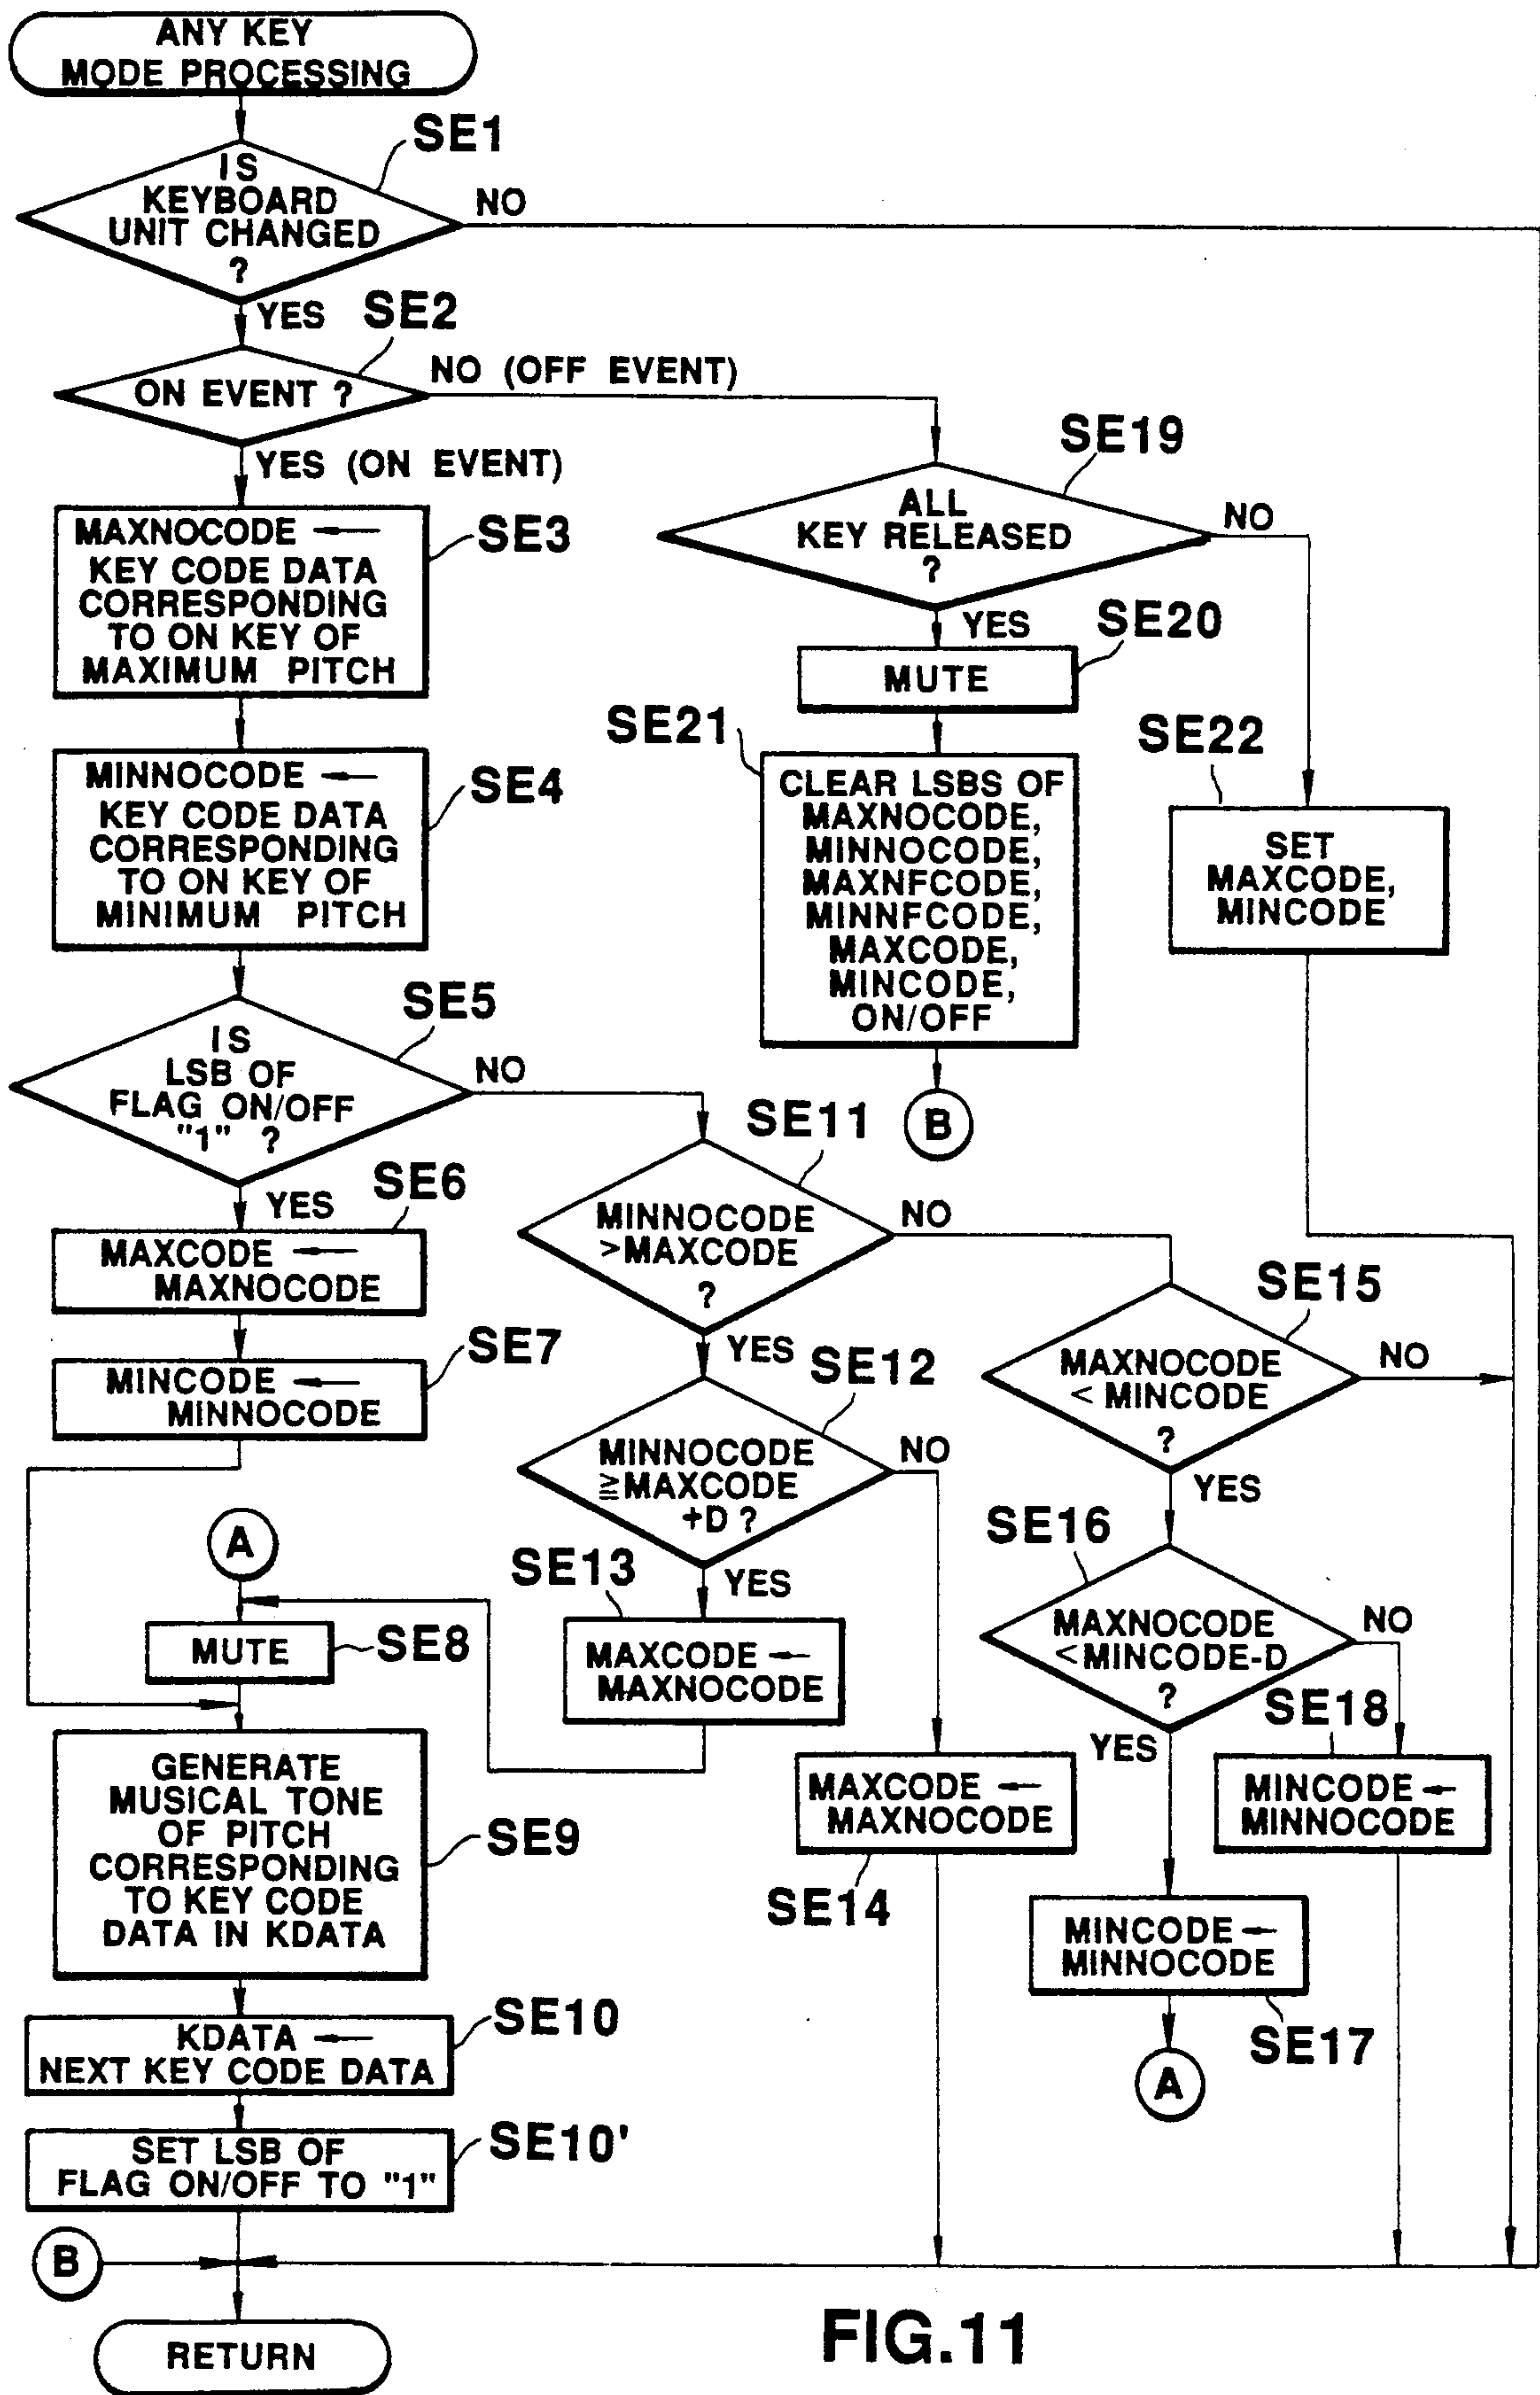 ANY KEY
MODE PROCESSING
SE1
IS
KEYBOARD
UNIT CHANGED
?
NO
YES
SE2
ON EVENT ?
NO (OFF EVENT)
YES (ON EVENT)
MAXNOCODE ←
KEY CODE DATA
CORRESPONDING
TO ON KEY OF
MAXIMUM PITCH
SE3
MINNOCODE ←
KEY CODE DATA
CORRESPONDING
TO ON KEY OF
MINIMUM PITCH
SE4
SE5
IS
LSB OF
FLAG ON/OFF
"1" ?
NO
YES
SE6
MAXCODE ←
MAXNOCODE
SE7
MINCODE ←
MINNOCODE
A
MUTE
SE8
GENERATE
MUSICAL TONE
OF PITCH
CORRESPONDING
TO KEY CODE
DATA IN KDATA
SE9
KDATA ←
NEXT KEY CODE DATA
SE10
SET LSB OF
FLAG ON/OFF TO "1"
SE10'
B
RETURN
SE19
ALL
KEY RELEASED
?
NO
YES
SE20
MUTE
SE21
CLEAR LSBS OF
MAXNOCODE,
MINNOCODE,
MAXNFCODE,
MINNFCODE,
MAXCODE,
MINCODE,
ON/OFF
B
SE22
SET
MAXCODE,
MINCODE
SE11
MINNOCODE
>MAXCODE
?
NO
YES
SE12
MINNOCODE
≧MAXCODE
+D ?
NO
YES
SE13
MAXCODE ←
MAXNOCODE
MAXCODE ←
MAXNOCODE
SE14
SE15
MAXNOCODE
< MINCODE
?
NO
YES
SE16
MAXNOCODE
<MINCODE-D
?
NO
YES
SE18
MINCODE ←
MINNOCODE
MINCODE ←
MINNOCODE
SE17
A
FIG.11